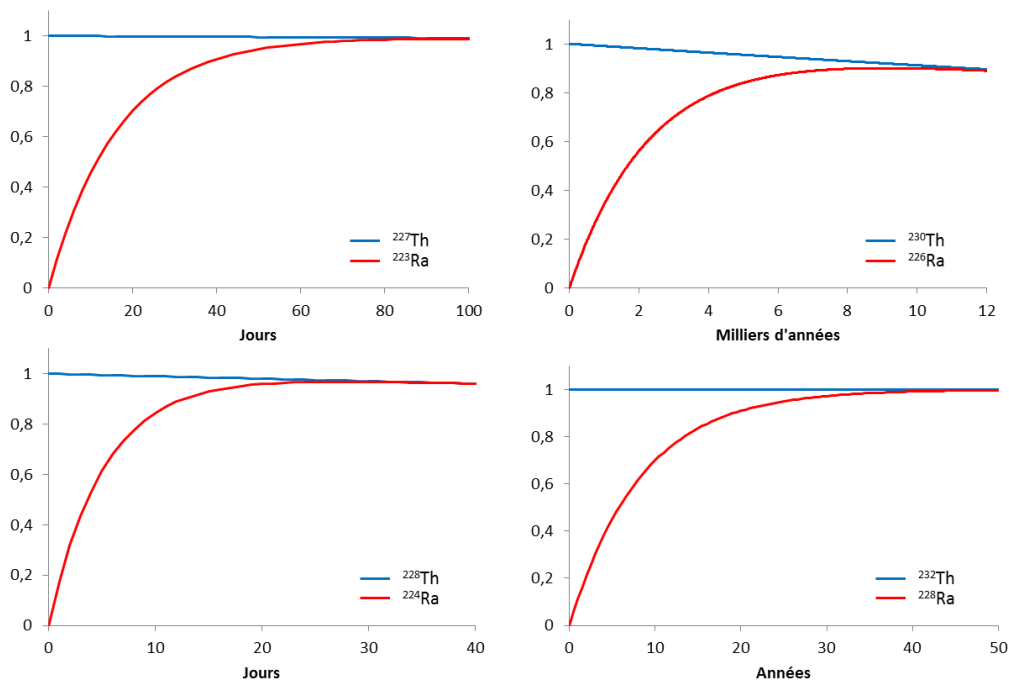 1
0,8
0,6
0,4
0,2
0
²²⁷Th
²²³Ra
0 20 40 60 80 100
Jours
1
0,8
0,6
0,4
0,2
0
²³⁰Th
²²⁶Ra
0 2 4 6 8 10 12
Milliers d'années
1
0,8
0,6
0,4
0,2
0
²²⁸Th
²²⁴Ra
0 10 20 30 40
Jours
1
0,8
0,6
0,4
0,2
0
²³²Th
²²⁸Ra
0 10 20 30 40 50
Années